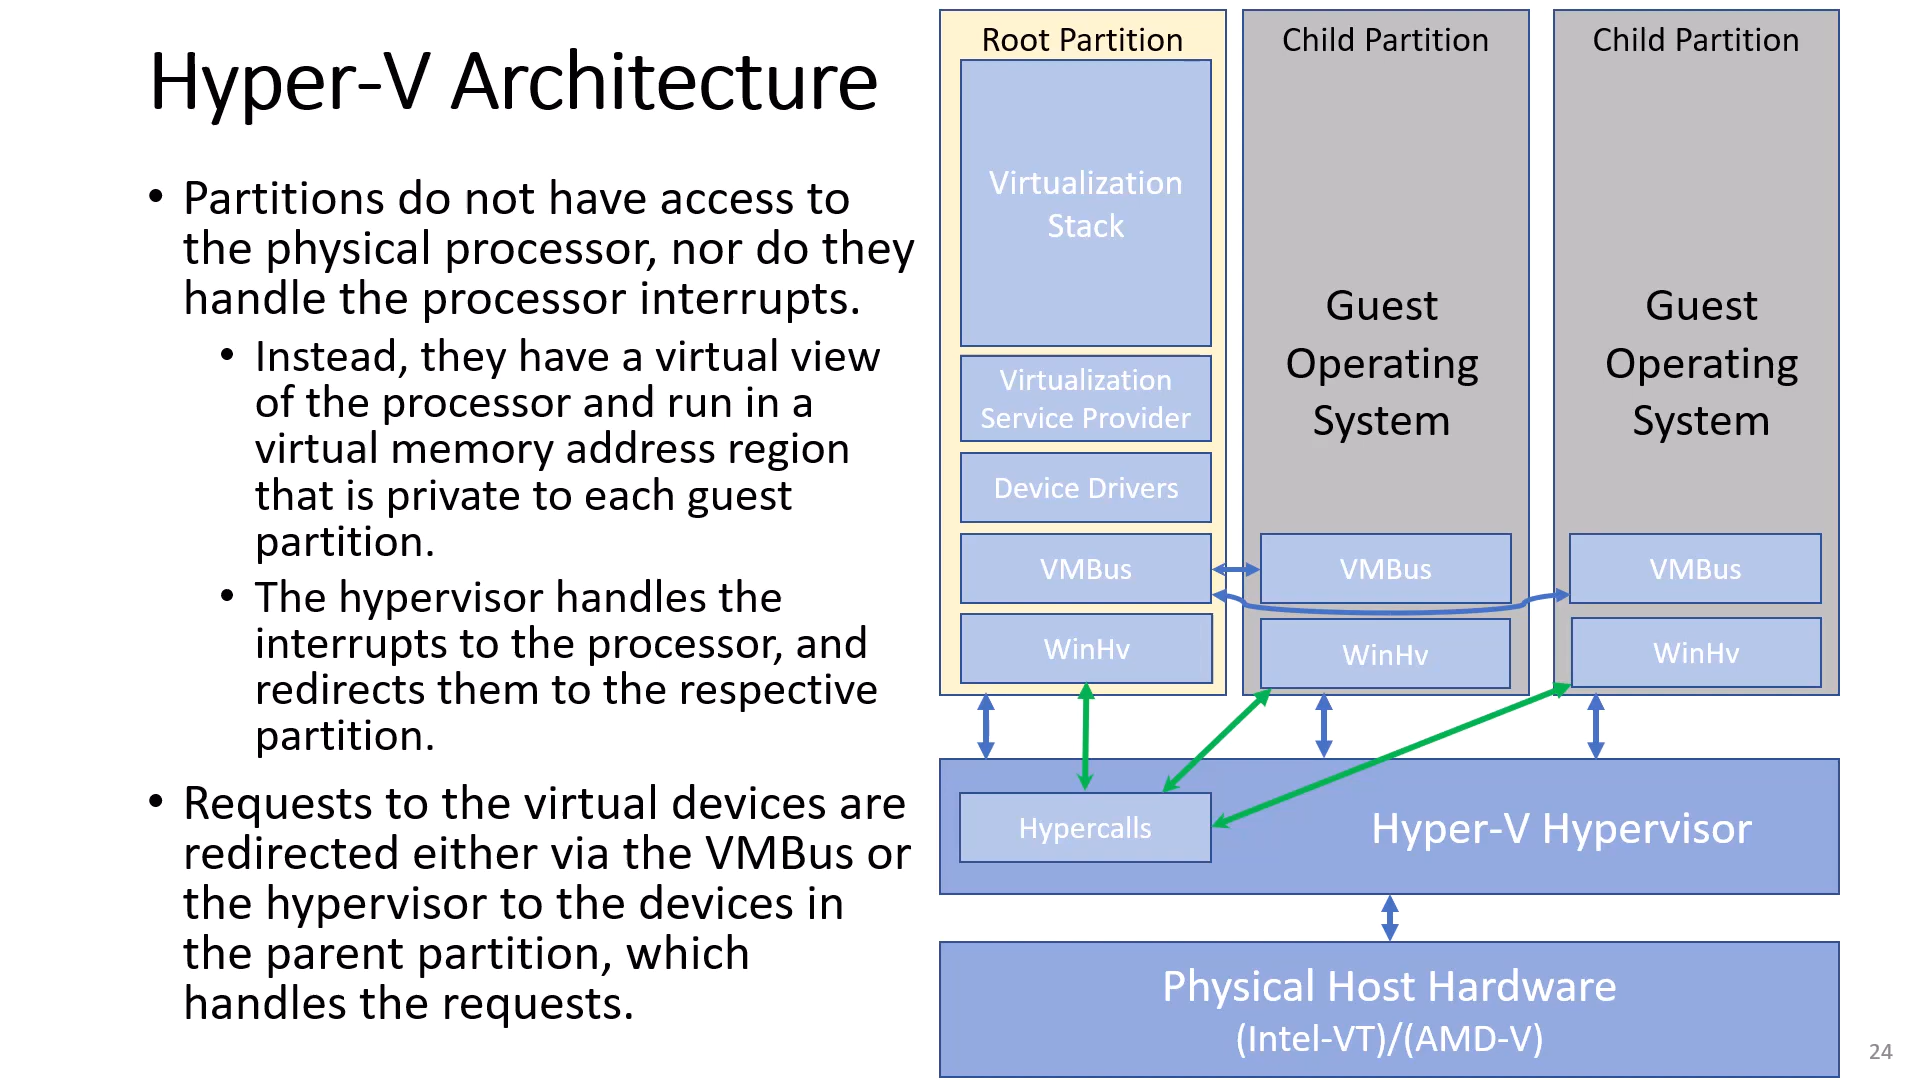 Hyper-V Architecture
• Partitions do not have access to
the physical processor, nor do they
handle the processor interrupts.
• Instead, they have a virtual view
of the processor and run in a
virtual memory address region
that is private to each guest
partition.
• The hypervisor handles the
interrupts to the processor, and
redirects them to the respective
partition.
• Requests to the virtual devices are
redirected either via the VMBus or
the hypervisor to the devices in
the parent partition, which
handles the requests.
Root Partition
Virtualization
Stack
Virtualization
Service Provider
Device Drivers
VMBus
WinHv
Child Partition
Guest
Operating
System
VMBus
WinHv
Child Partition
Guest
Operating
System
VMBus
WinHv
Hypercalls
Hyper-V Hypervisor
Physical Host Hardware
(Intel-VT)/(AMD-V)
24